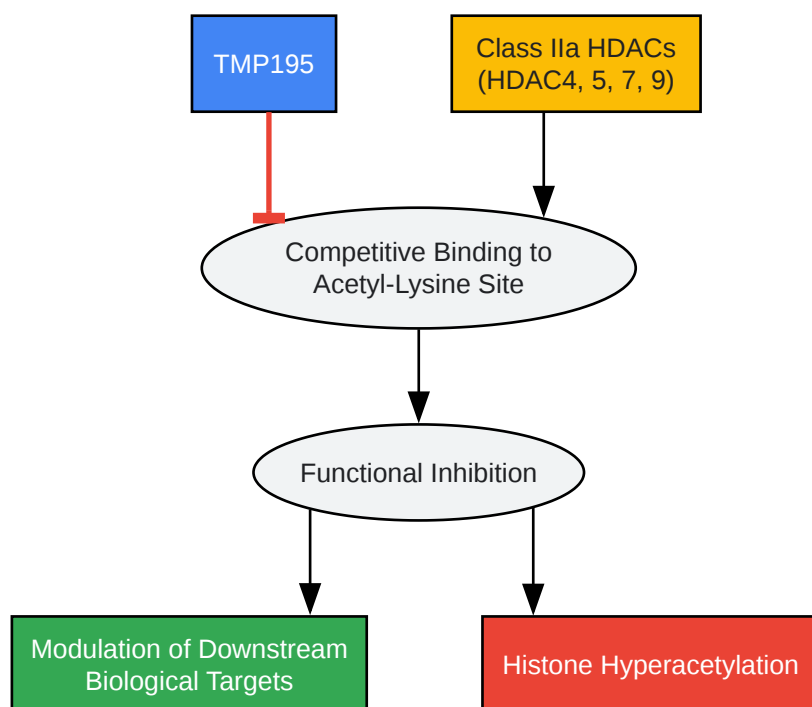 TMP195
Class IIa HDACs
(HDAC4, 5, 7, 9)
Competitive Binding to
Acetyl-Lysine Site
Functional Inhibition
Modulation of Downstream
Biological Targets
Histone Hyperacetylation